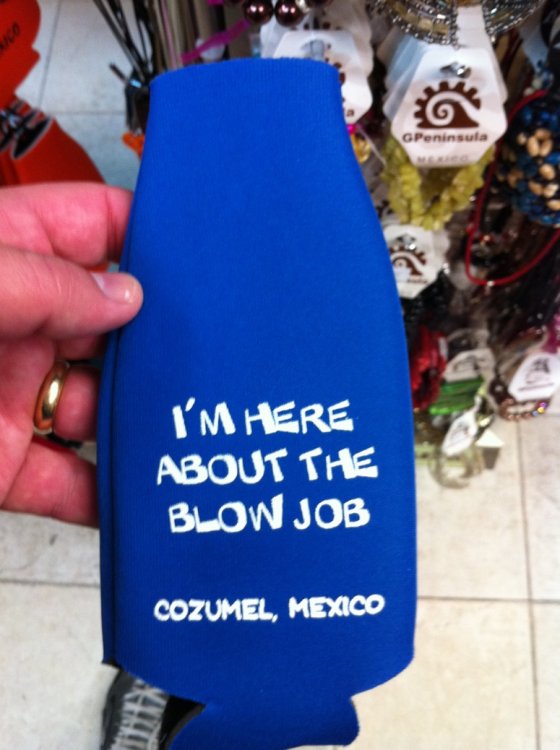 I'M HERE
ABOUT THE
BLOW JOB
COZUMEL, MEXICO
GPeninsula
MEXICO